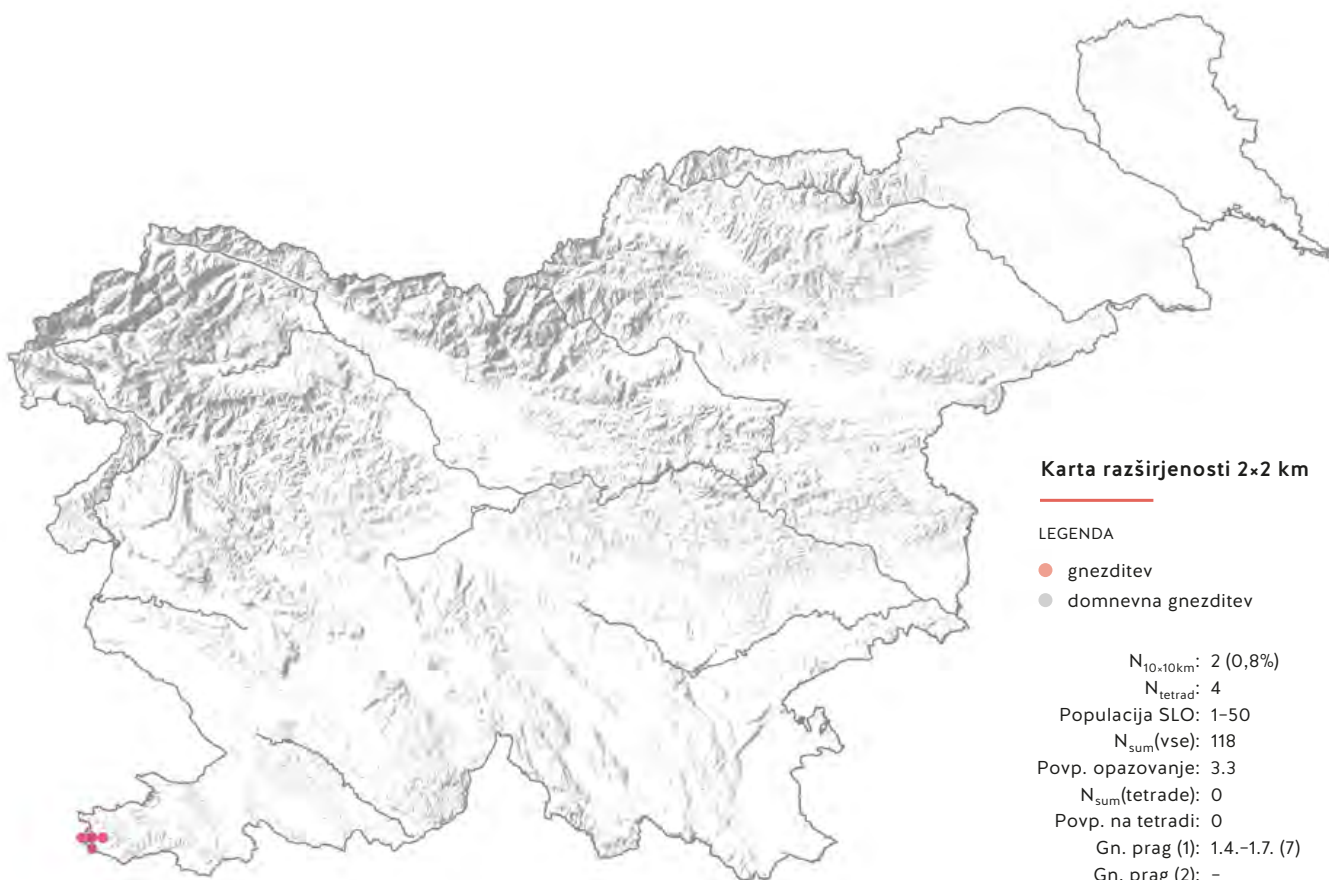 Karta razširjenosti 2×2 km
LEGENDA
gnezditev
domnevna gnezditev
N10×10km: 2 (0,8%)
Ntetrad: 4
Populacija SLO: 1–50
Nsum(vse): 118
Povp. opazovanje: 3.3
Nsum(tetrade): 0
Povp. na tetradi: 0
Gn. prag (1): 1.4.–1.7. (7)
Gn. prag (2): –